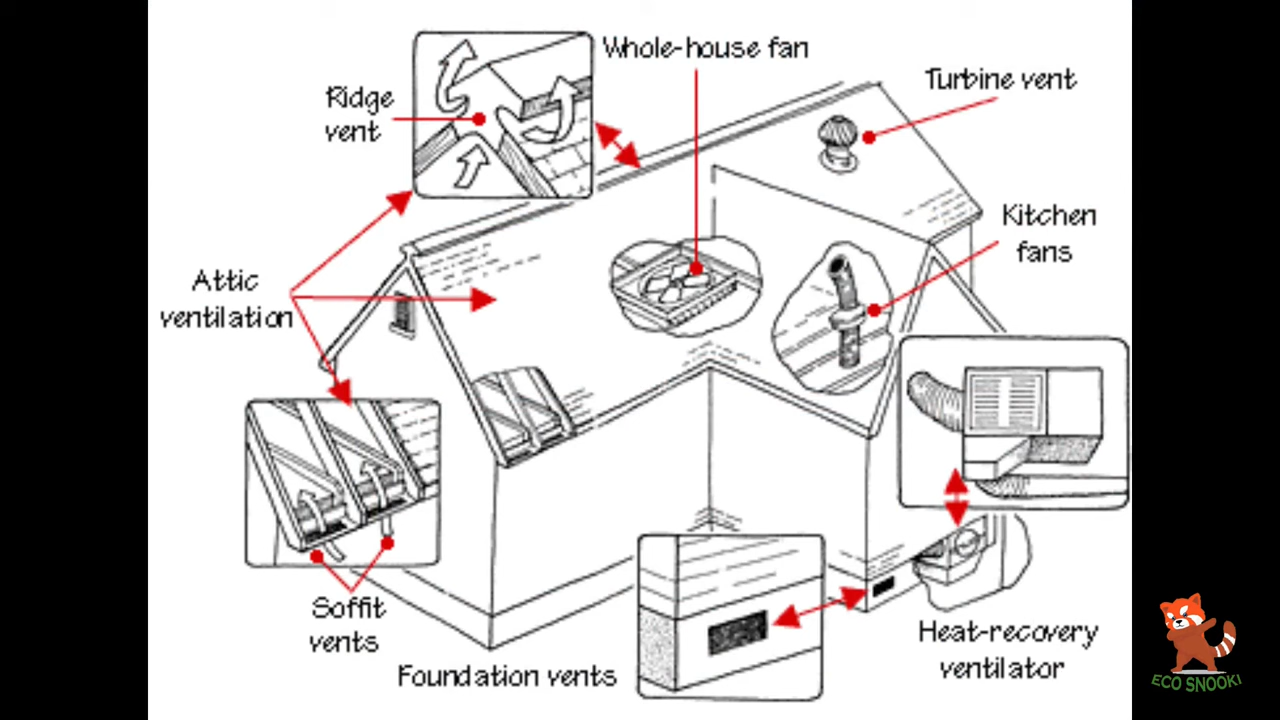 Whole-house fan
Turbine vent
Ridge
vent
Kitchen
fans
Attic
ventilation
Soffit
vents
Foundation vents
Heat-recovery
ventilator
ECO SNOOKI